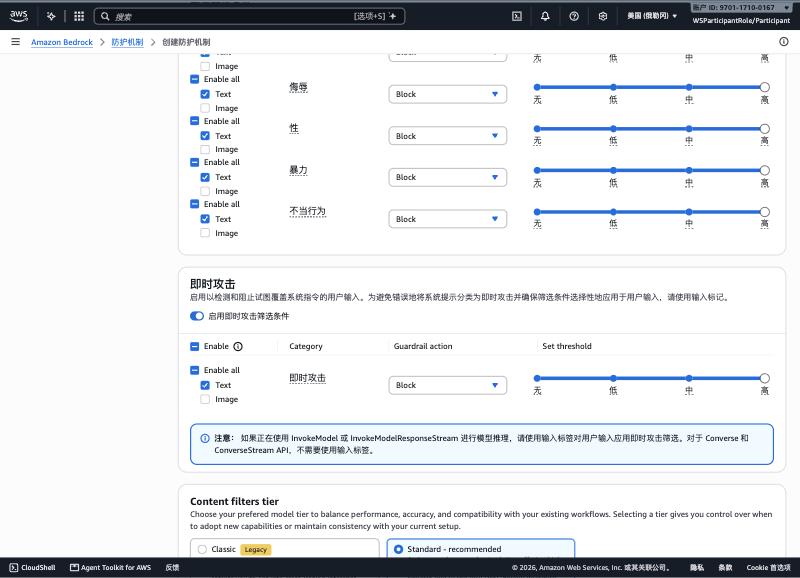 aws
搜索
[选项+S]
美国 (俄勒冈)
账户 ID: 9701-1710-0167
WSParticipantRole/Participant
Amazon Bedrock
防护机制
创建防护机制
Image
无
低
中
高
Enable all
侮辱
Text
Image
Block
无
低
中
高
Enable all
性
Text
Image
Block
无
低
中
高
Enable all
暴力
Text
Image
Block
无
低
中
高
Enable all
不当行为
Text
Image
Block
无
低
中
高
即时攻击
启用以检测和阻止试图覆盖系统指令的用户输入。为避免错误地将系统提示分类为即时攻击并确保筛选条件选择性地应用于用户输入，请使用输入标记。
启用即时攻击筛选条件
Enable
Category
Guardrail action
Set threshold
Enable all
即时攻击
Text
Image
Block
无
低
中
高
注意： 如果正在使用 InvokeModel 或 InvokeModelResponseStream 进行模型推理，请使用输入标签对用户输入应用即时攻击筛选。对于 Converse 和
ConverseStream API，不需要使用输入标签。
Content filters tier
Choose your prefered model tier to balance performance, accuracy, and compatibility with your existing workflows. Selecting a tier gives you control over when
to adopt new capabilities or maintain consistency with your current setup.
Classic Legacy
Standard - recommended
CloudShell
Agent Toolkit for AWS
反馈
© 2026, Amazon Web Services, Inc. 或其关联公司。
隐私
条款
Cookie 首选项